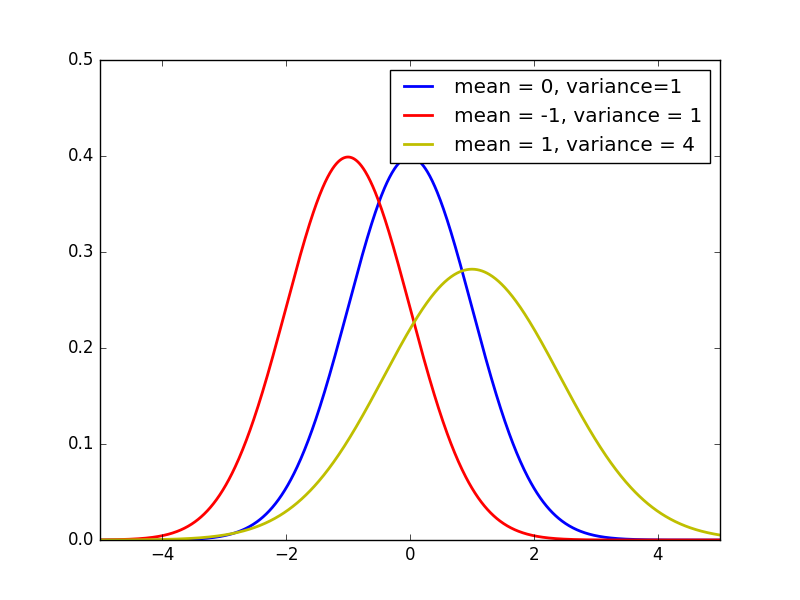 0.5
mean = 0, variance=1
mean = -1, variance = 1
mean = 1, variance = 4
0.4
0.3
0.2
0.1
0.0
−4 −2 0 2 4